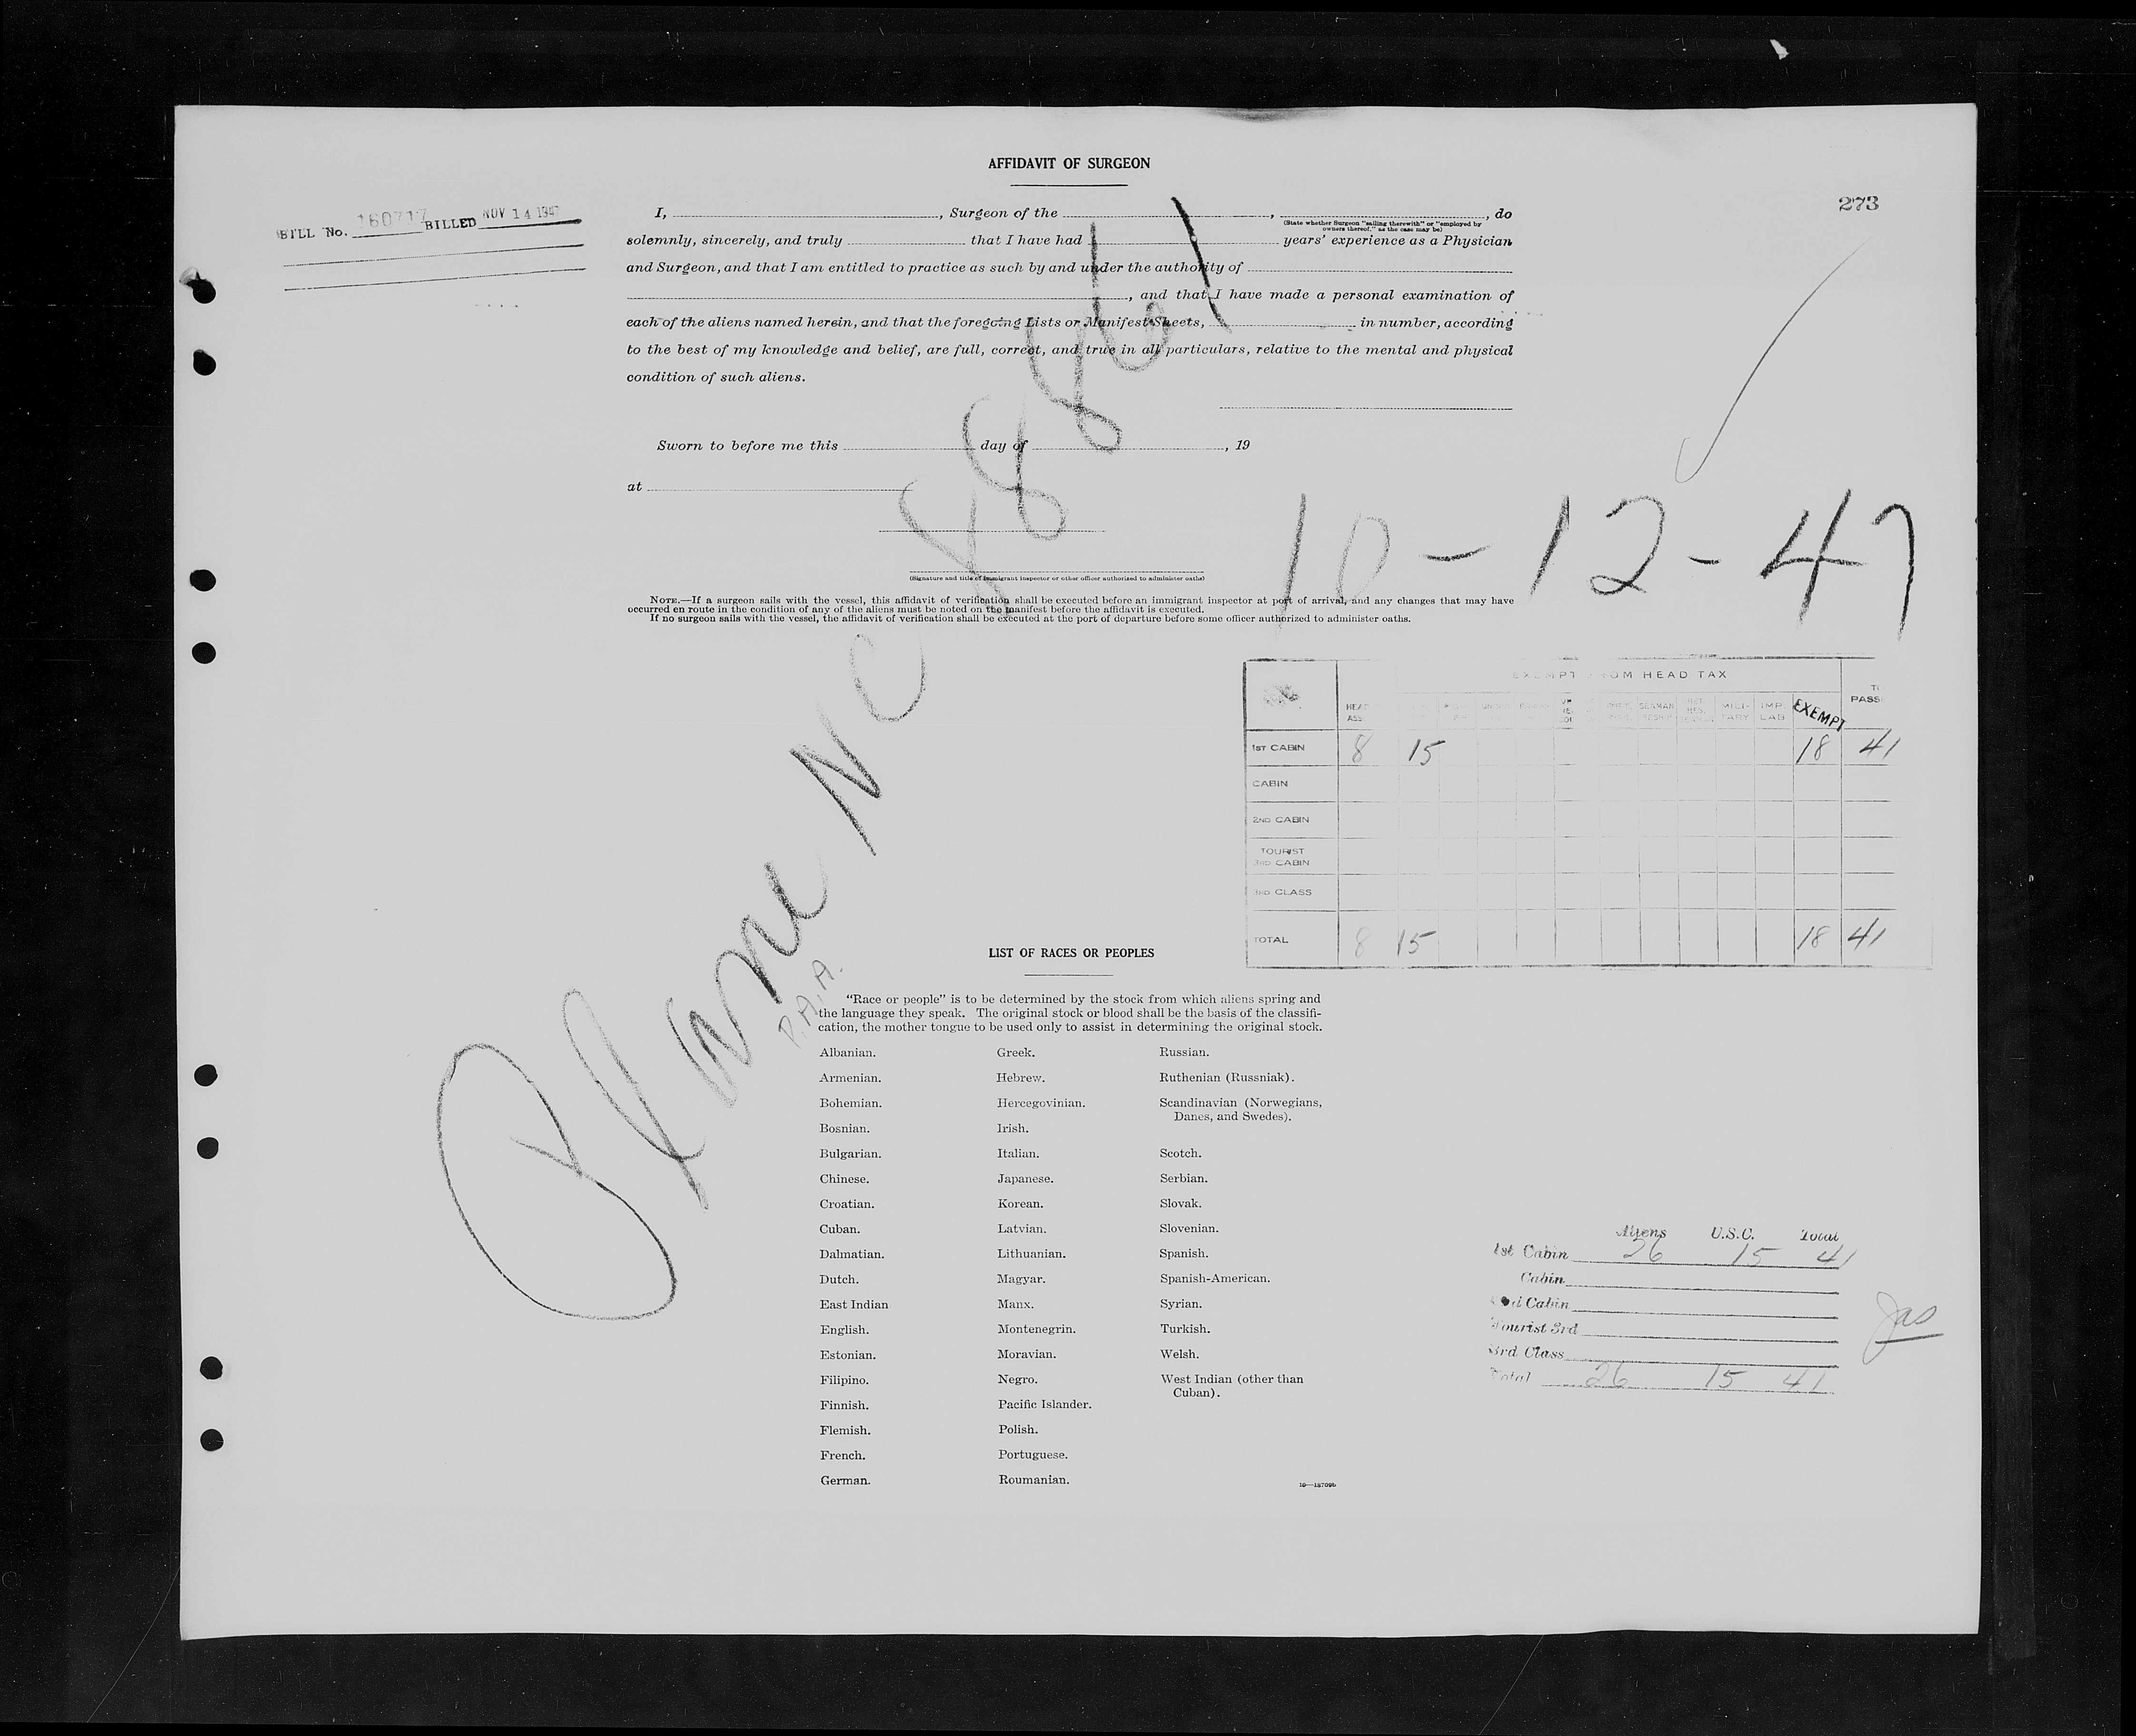 AFFIDAVIT OF SURGEON
273
BILL No. 160717 BILLED NOV 14 1947
I, , Surgeon of the , , do
(State whether Surgeon "sailing therewith" or "employed by
owners thereof," as the case may be)
solemnly, sincerely, and truly that I have had years' experience as a Physician
and Surgeon, and that I am entitled to practice as such by and under the authority of
, and that I have made a personal examination of
each of the aliens named herein, and that the foregoing Lists or Manifest Sheets, in number, according
to the best of my knowledge and belief, are full, correct, and true in all particulars, relative to the mental and physical
condition of such aliens.
Sworn to before me this day of , 19
at
(Signature and title of immigrant inspector or other officer authorized to administer oaths)
NOTE.—If a surgeon sails with the vessel, this affidavit of verification shall be executed before an immigrant inspector at port of arrival, and any changes that may have
occurred en route in the condition of any of the aliens must be noted on the manifest before the affidavit is executed.
If no surgeon sails with the vessel, the affidavit of verification shall be executed at the port of departure before some officer authorized to administer oaths.
10-12-47
Plane NC 88861
P.A.A.
EXEMPT FROM HEAD TAX
EXEMPT
1ST CABIN 8 15 18 41
CABIN
2ND CABIN
TOURIST
3RD CABIN
3RD CLASS
TOTAL 8 15 18 41
LIST OF RACES OR PEOPLES
"Race or people" is to be determined by the stock from which aliens spring and
the language they speak. The original stock or blood shall be the basis of the classifi-
cation, the mother tongue to be used only to assist in determining the original stock.
Albanian. Greek. Russian.
Armenian. Hebrew. Ruthenian (Russniak).
Bohemian. Hercegovinian. Scandinavian (Norwegians,
Danes, and Swedes).
Bosnian. Irish.
Bulgarian. Italian. Scotch.
Chinese. Japanese. Serbian.
Croatian. Korean. Slovak.
Cuban. Latvian. Slovenian.
Dalmatian. Lithuanian. Spanish.
Dutch. Magyar. Spanish-American.
East Indian Manx. Syrian.
English. Montenegrin. Turkish.
Estonian. Moravian. Welsh.
Filipino. Negro. West Indian (other than
Cuban).
Finnish. Pacific Islander.
Flemish. Polish.
French. Portuguese.
German. Roumanian.
Aliens U.S.C. Total
1st Cabin 26 15 41
Cabin
2nd Cabin
Tourist 3rd
3rd Class
Total 26 15 41